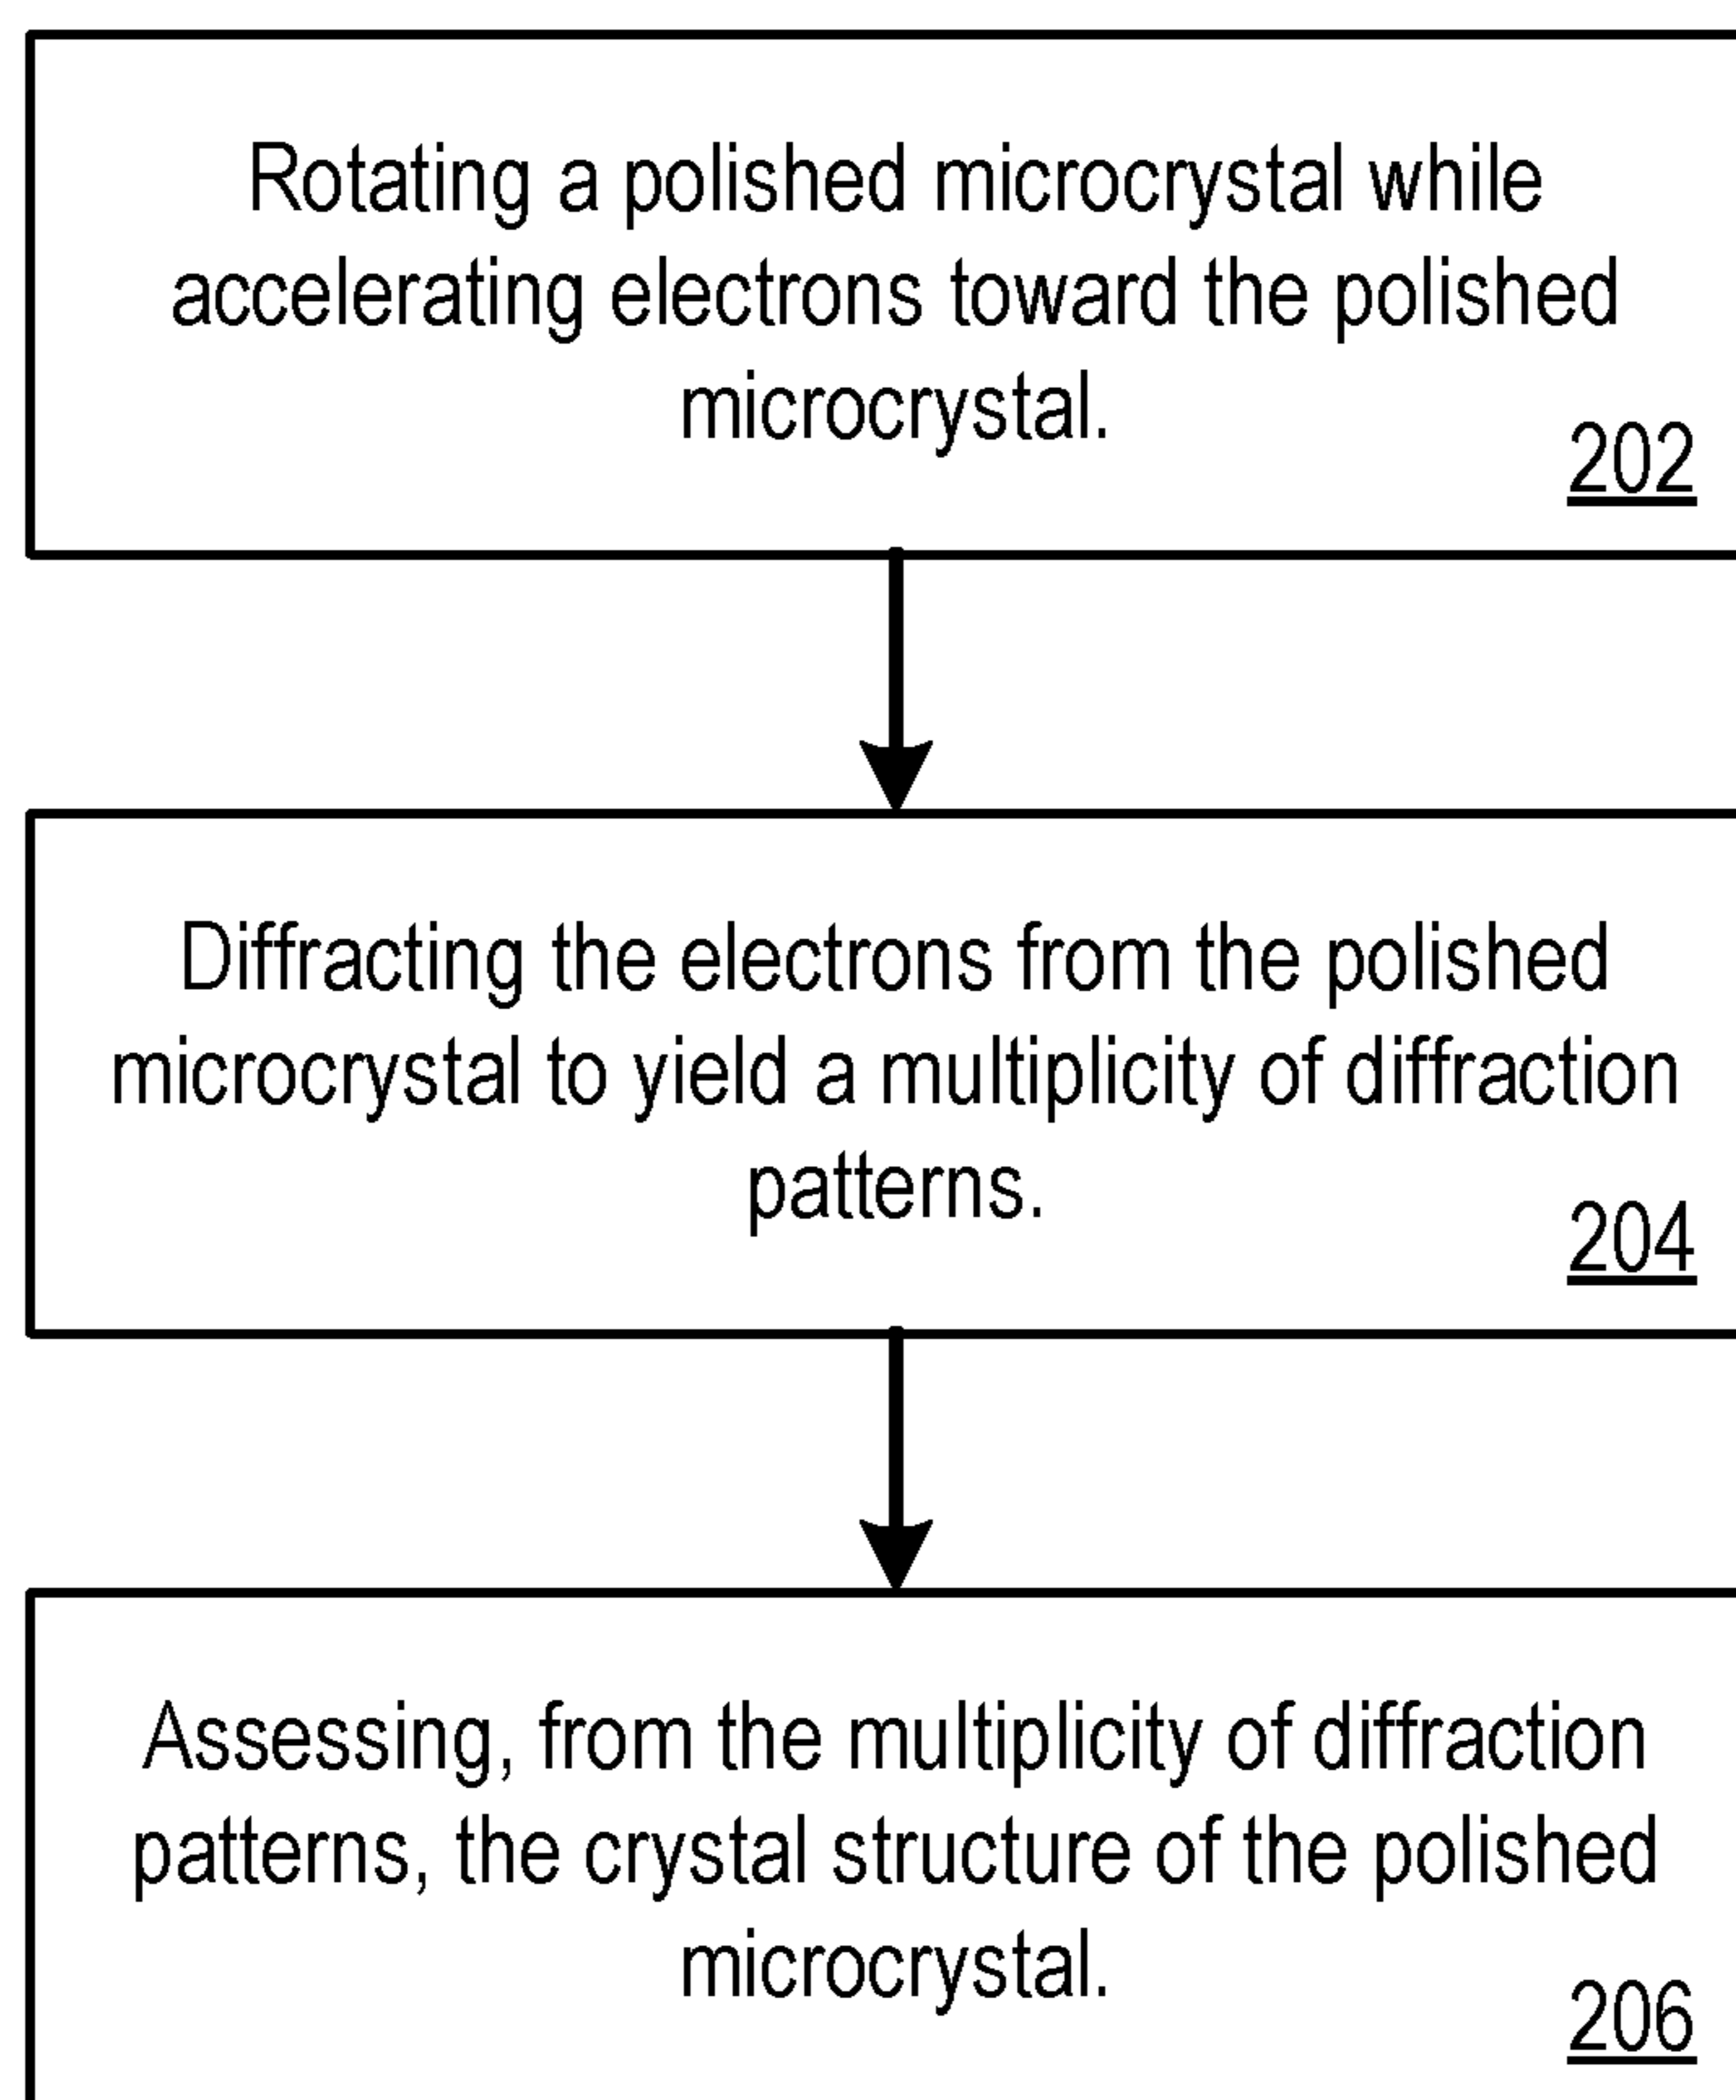 Rotating a polished microcrystal while
accelerating electrons toward the polished
microcrystal.
202
Diffracting the electrons from the polished
microcrystal to yield a multiplicity of diffraction
patterns.
204
Assessing, from the multiplicity of diffraction
patterns, the crystal structure of the polished
microcrystal.
206